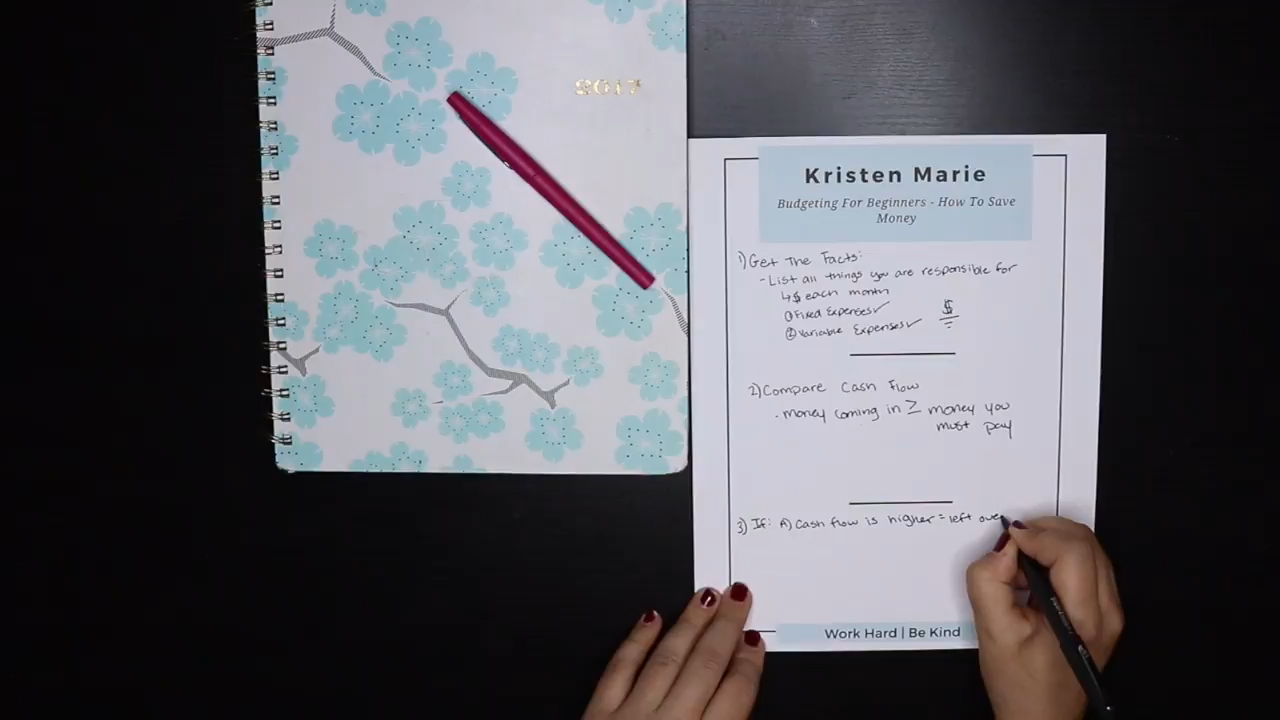 2017
Kristen Marie
Budgeting For Beginners - How To Save
Money
1) Get The Facts:
- List all things you are responsible for
↳ $ each month
① Fixed Expenses ✓
② Variable Expenses ✓
$
2) Compare Cash Flow
· money coming in ≥ money you
must pay
3) If: A) Cash flow is higher = left ove
Work Hard | Be Kind